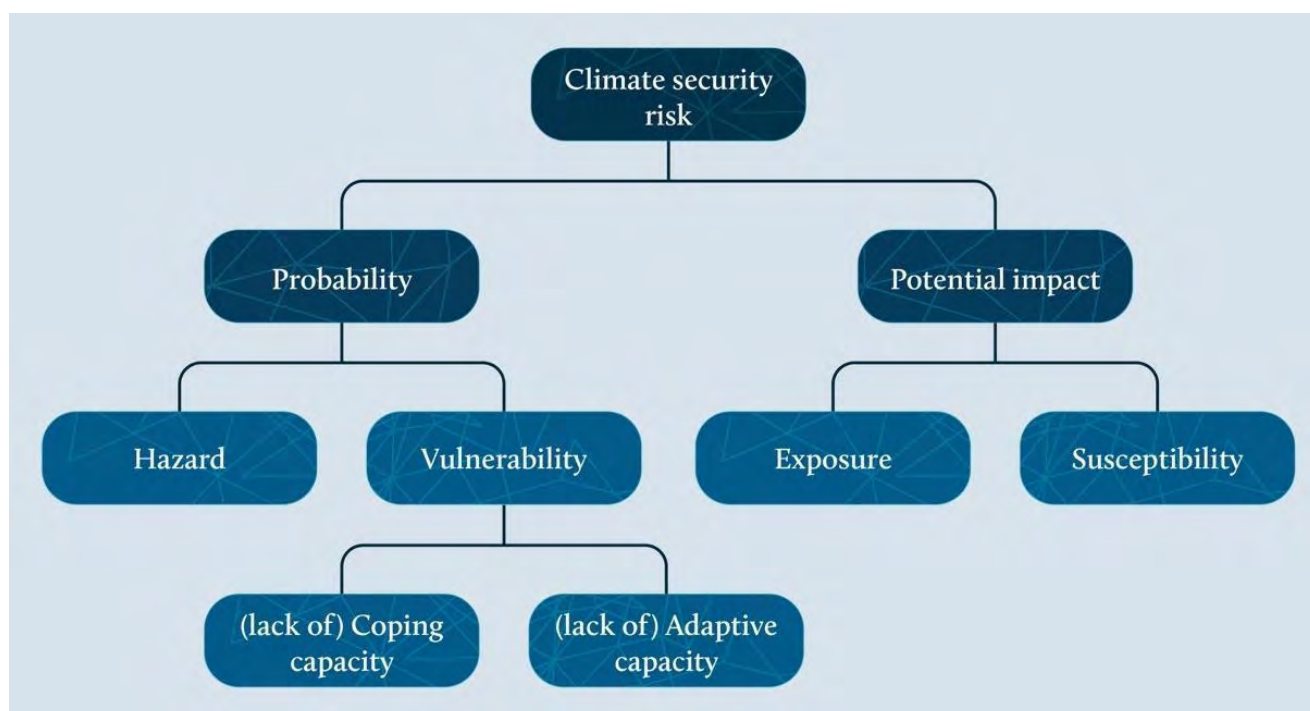 Climate security
risk
Probability
Potential impact
Hazard
Vulnerability
Exposure
Susceptibility
(lack of) Coping
capacity
(lack of) Adaptive
capacity